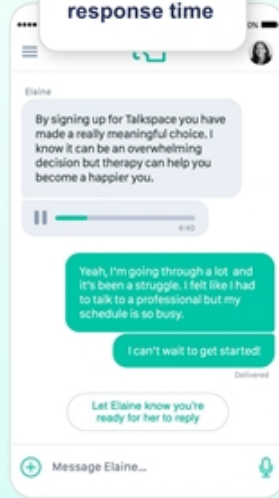 response time
0%
Elaine
By signing up for Talkspace you have
made a really meaningful choice. I
know it can be an overwhelming
decision but therapy can help you
become a happier you.
4:40
Yeah, I'm going through a lot and
it's been a struggle. I felt like I had
to talk to a professional but my
schedule is so busy.
I can't wait to get started!
Delivered
Let Elaine know you're
ready for her to reply
Message Elaine...